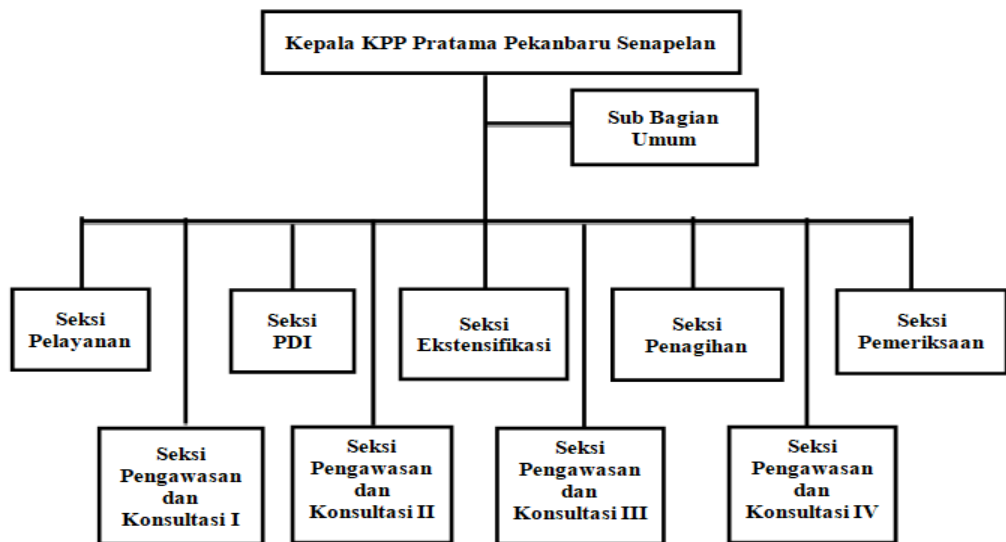 Kepala KPP Pratama Pekanbaru Senapelan
Sub Bagian
Umum
Seksi
Pelayanan
Seksi
PDI
Seksi
Ekstensifikasi
Seksi
Penagihan
Seksi
Pemeriksaan
Seksi
Pengawasan
dan
Konsultasi I
Seksi
Pengawasan
dan
Konsultasi II
Seksi
Pengawasan
dan
Konsultasi III
Seksi
Pengawasan
dan
Konsultasi IV